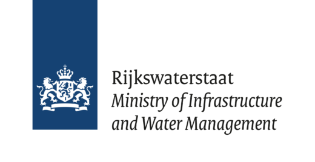 Rijkswaterstaat
Ministry of Infrastructure
and Water Management